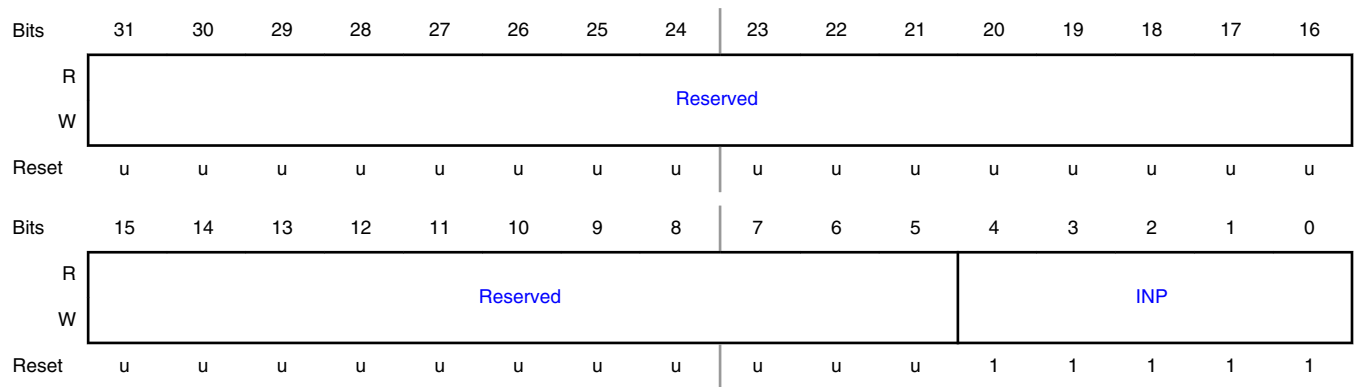 Bits 31 30 29 28 27 26 25 24 23 22 21 20 19 18 17 16
R
Reserved
W
Reset u u u u u u u u u u u u u u u u
Bits 15 14 13 12 11 10 9 8 7 6 5 4 3 2 1 0
R
Reserved INP
W
Reset u u u u u u u u u u u 1 1 1 1 1